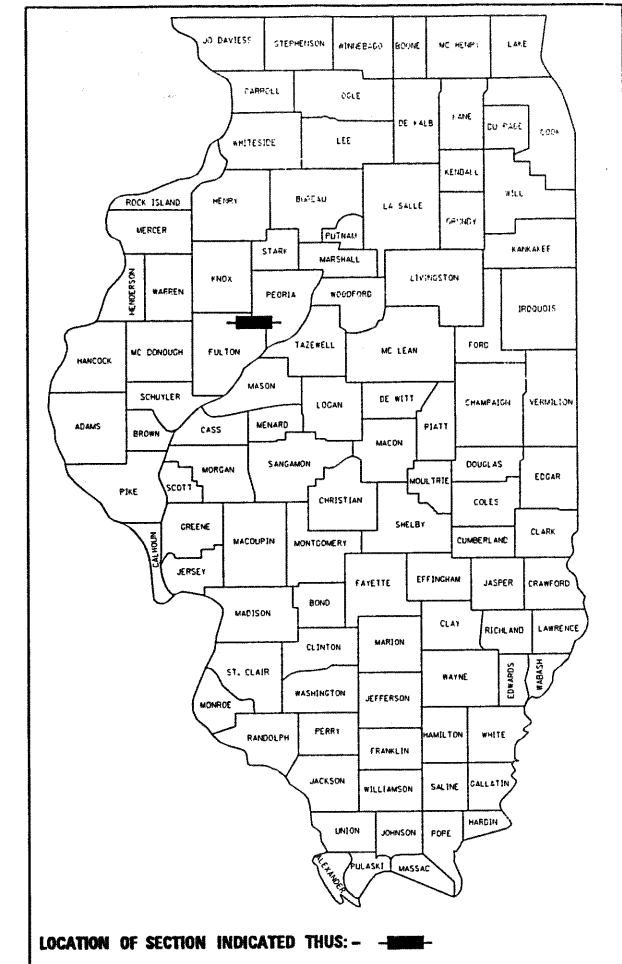 JO DAVIESS STEPHENSON WINNEBAGO BOONE MC HENRY LAKE
CARROLL OGLE DE KALB KANE DU PAGE COOK
WHITESIDE LEE
KENDALL
ROCK ISLAND HENRY BUREAU LA SALLE GRUNDY WILL
MERCER PUTNAM
STARK MARSHALL KANKAKEE
HENDERSON WARREN KNOX PEORIA WOODFORD LIVINGSTON IROQUOIS
HANCOCK MC DONOUGH FULTON TAZEWELL MC LEAN FORD
MASON
SCHUYLER LOGAN DE WITT CHAMPAIGN VERMILION
ADAMS BROWN CASS MENARD MACON PIATT
MORGAN SANGAMON DOUGLAS EDGAR
PIKE SCOTT CHRISTIAN MOULTRIE COLES
GREENE MACOUPIN MONTGOMERY SHELBY CUMBERLAND CLARK
CALHOUN JERSEY FAYETTE EFFINGHAM JASPER CRAWFORD
MADISON BOND CLAY RICHLAND LAWRENCE
CLINTON MARION
ST. CLAIR WAYNE EDWARDS WABASH
WASHINGTON JEFFERSON
MONROE
RANDOLPH PERRY HAMILTON WHITE
FRANKLIN
JACKSON WILLIAMSON SALINE GALLATIN
UNION JOHNSON POPE HARDIN
ALEXANDER PULASKI MASSAC
LOCATION OF SECTION INDICATED THUS: -